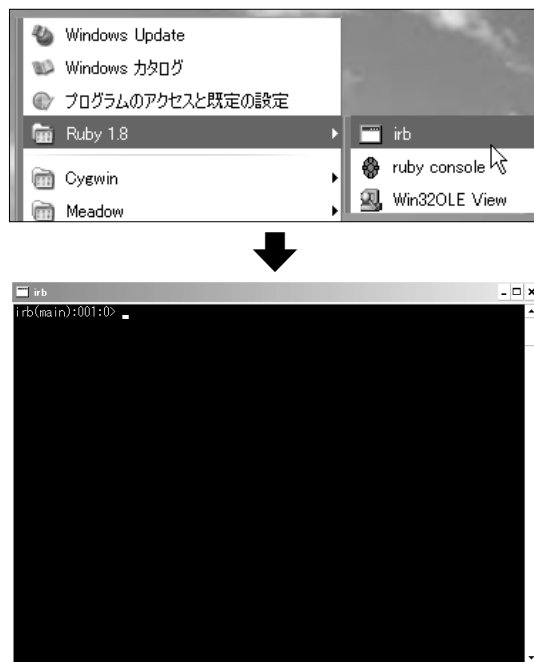 Windows Update
Windows カタログ
プログラムのアクセスと既定の設定
Ruby 1.8
irb
ruby console
Win32OLE View
Cygwin
Meadow
irb
irb(main):001:0>